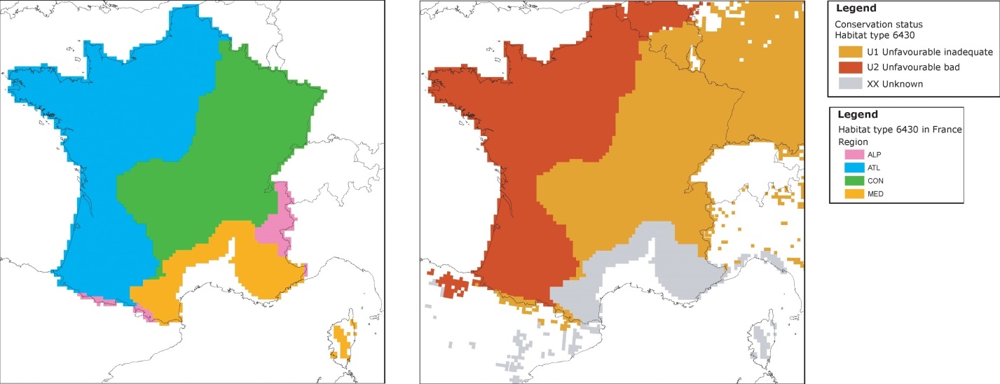 Legend
Conservation status
Habitat type 6430
U1 Unfavourable inadequate
U2 Unfavourable bad
XX Unknown
Legend
Habitat type 6430 in France
Region
ALP
ATL
CON
MED